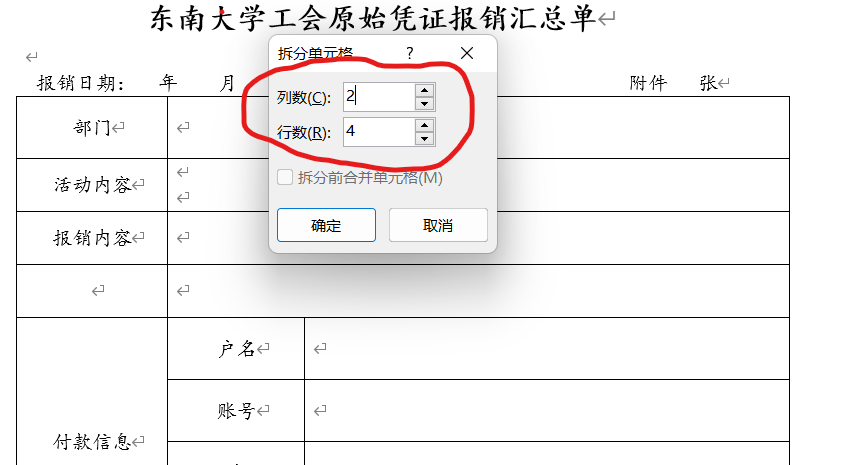 东南大学工会原始凭证报销汇总单
拆分单元格 ?
报销日期： 年 月 附件 张
列数(C): 2
部门
行数(R): 4
活动内容
拆分前合并单元格(M)
报销内容
确定 取消
户名
账号
付款信息